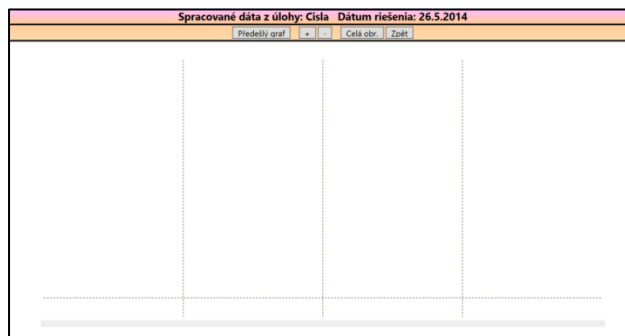 Spracované dáta z úlohy: Cisla Dátum riešenia: 26.5.2014
Předešlý graf + - Celá obr. Zpět